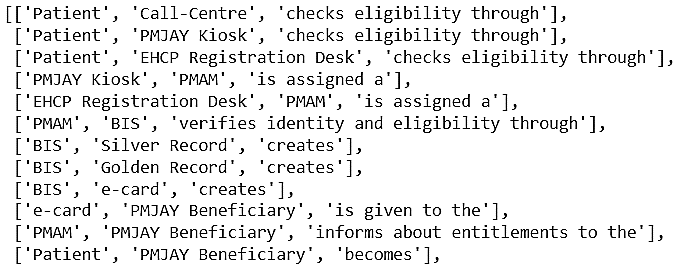 [['Patient', 'Call-Centre', 'checks eligibility through'],
['Patient', 'PMJAY Kiosk', 'checks eligibility through'],
['Patient', 'EHCP Registration Desk', 'checks eligibility through'],
['PMJAY Kiosk', 'PMAM', 'is assigned a'],
['EHCP Registration Desk', 'PMAM', 'is assigned a'],
['PMAM', 'BIS', 'verifies identity and eligibility through'],
['BIS', 'Silver Record', 'creates'],
['BIS', 'Golden Record', 'creates'],
['BIS', 'e-card', 'creates'],
['e-card', 'PMJAY Beneficiary', 'is given to the'],
['PMAM', 'PMJAY Beneficiary', 'informs about entitlements to the'],
['Patient', 'PMJAY Beneficiary', 'becomes'],